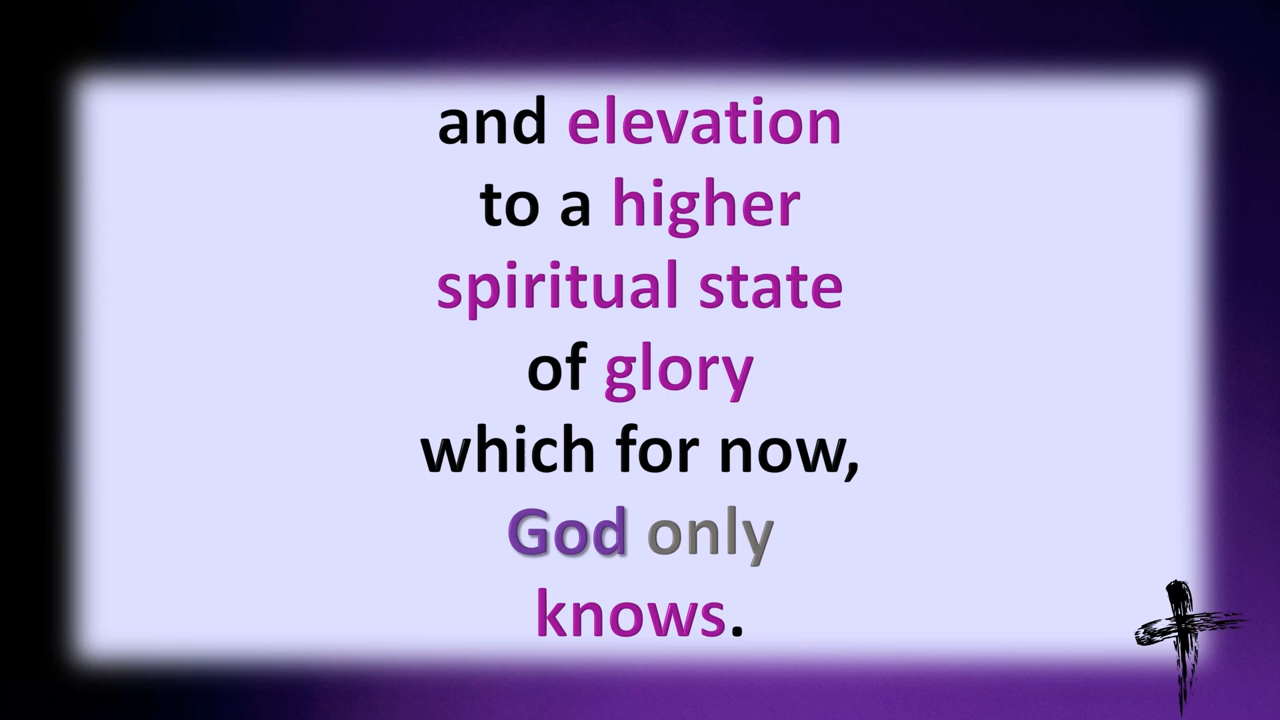 and elevation
to a higher
spiritual state
of glory
which for now,
God only
knows.